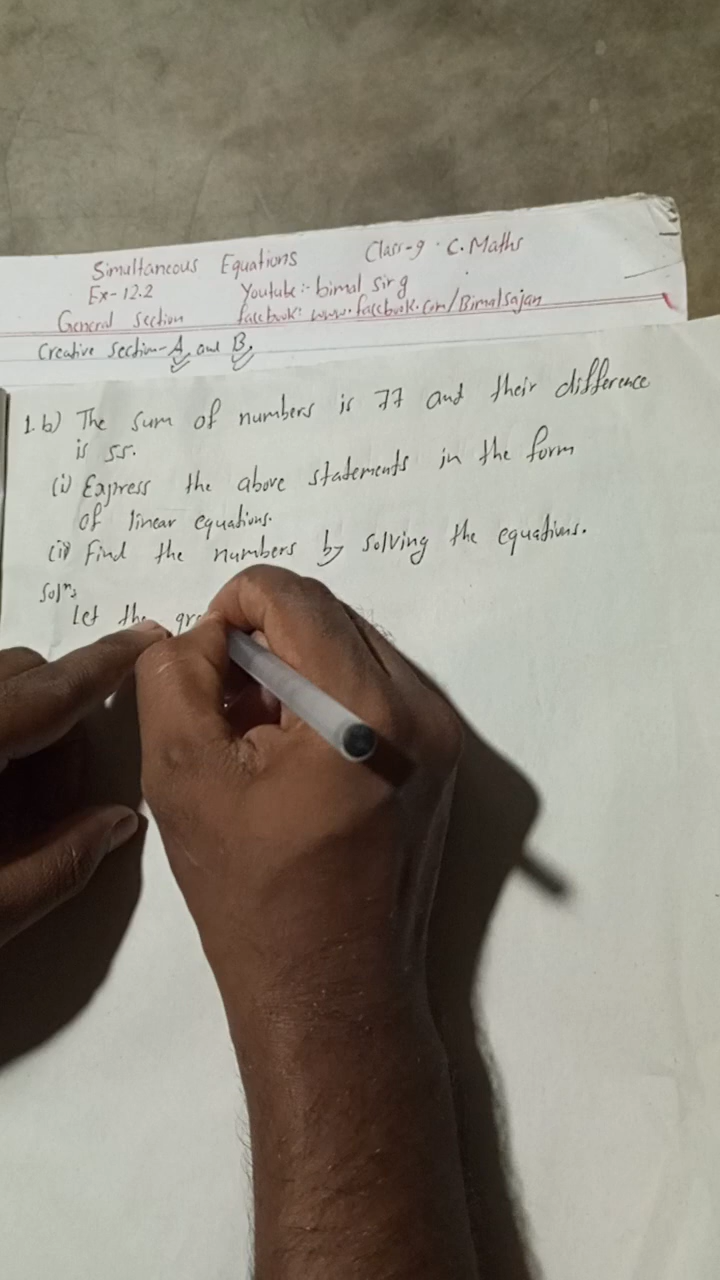 Simultaneous Equations Class-9 C. Maths
Ex-12.2 Youtube:- bimal sir g
General section facebook: www.facebook.com/Bimalsajan
Creative section-A and B.
1.b) The sum of numbers is 77 and their difference
is 55.
(i) Express the above statements in the form
of linear equations.
(ii) Find the numbers by solving the equations.
Solⁿ:
Let the gre